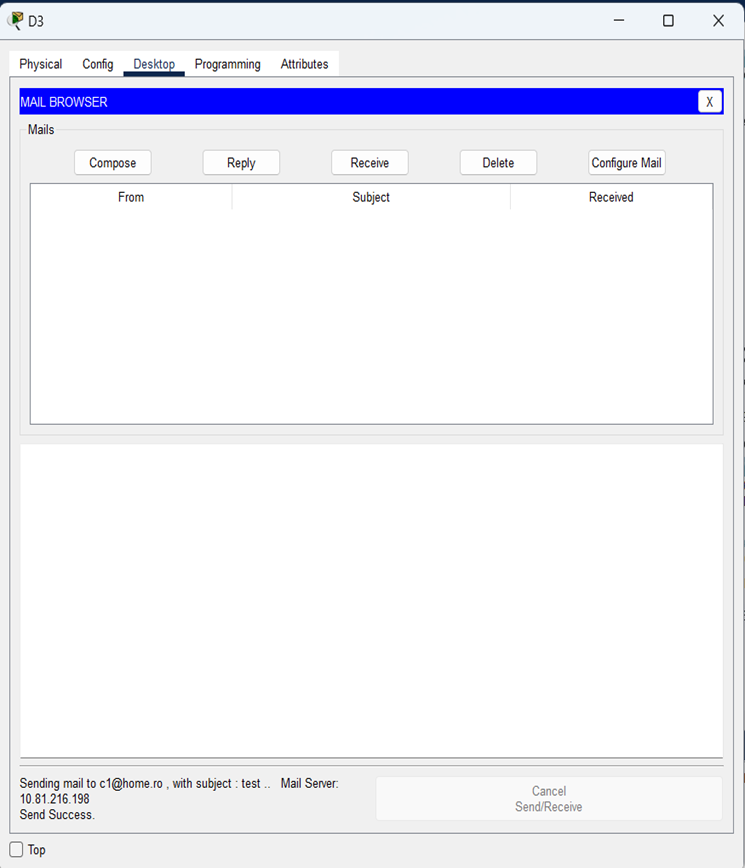 D3
Physical Config Desktop Programming Attributes
MAIL BROWSER X
Mails
Compose Reply Receive Delete Configure Mail
From Subject Received
Sending mail to c1@home.ro , with subject : test .. Mail Server:
10.81.216.198
Send Success.
Cancel
Send/Receive
Top